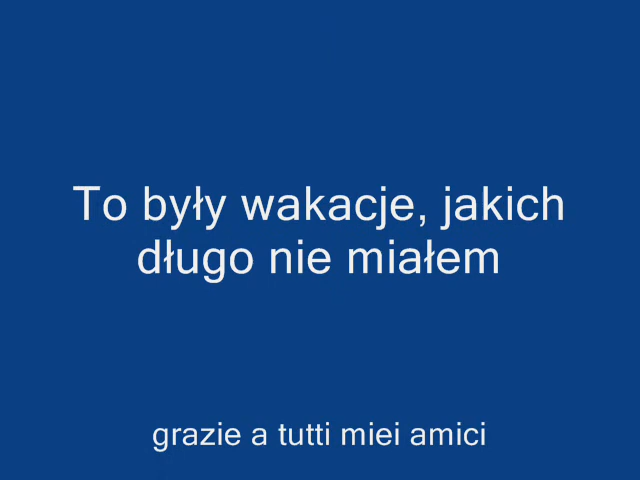 To były wakacje, jakich
długo nie miałem
grazie a tutti miei amici